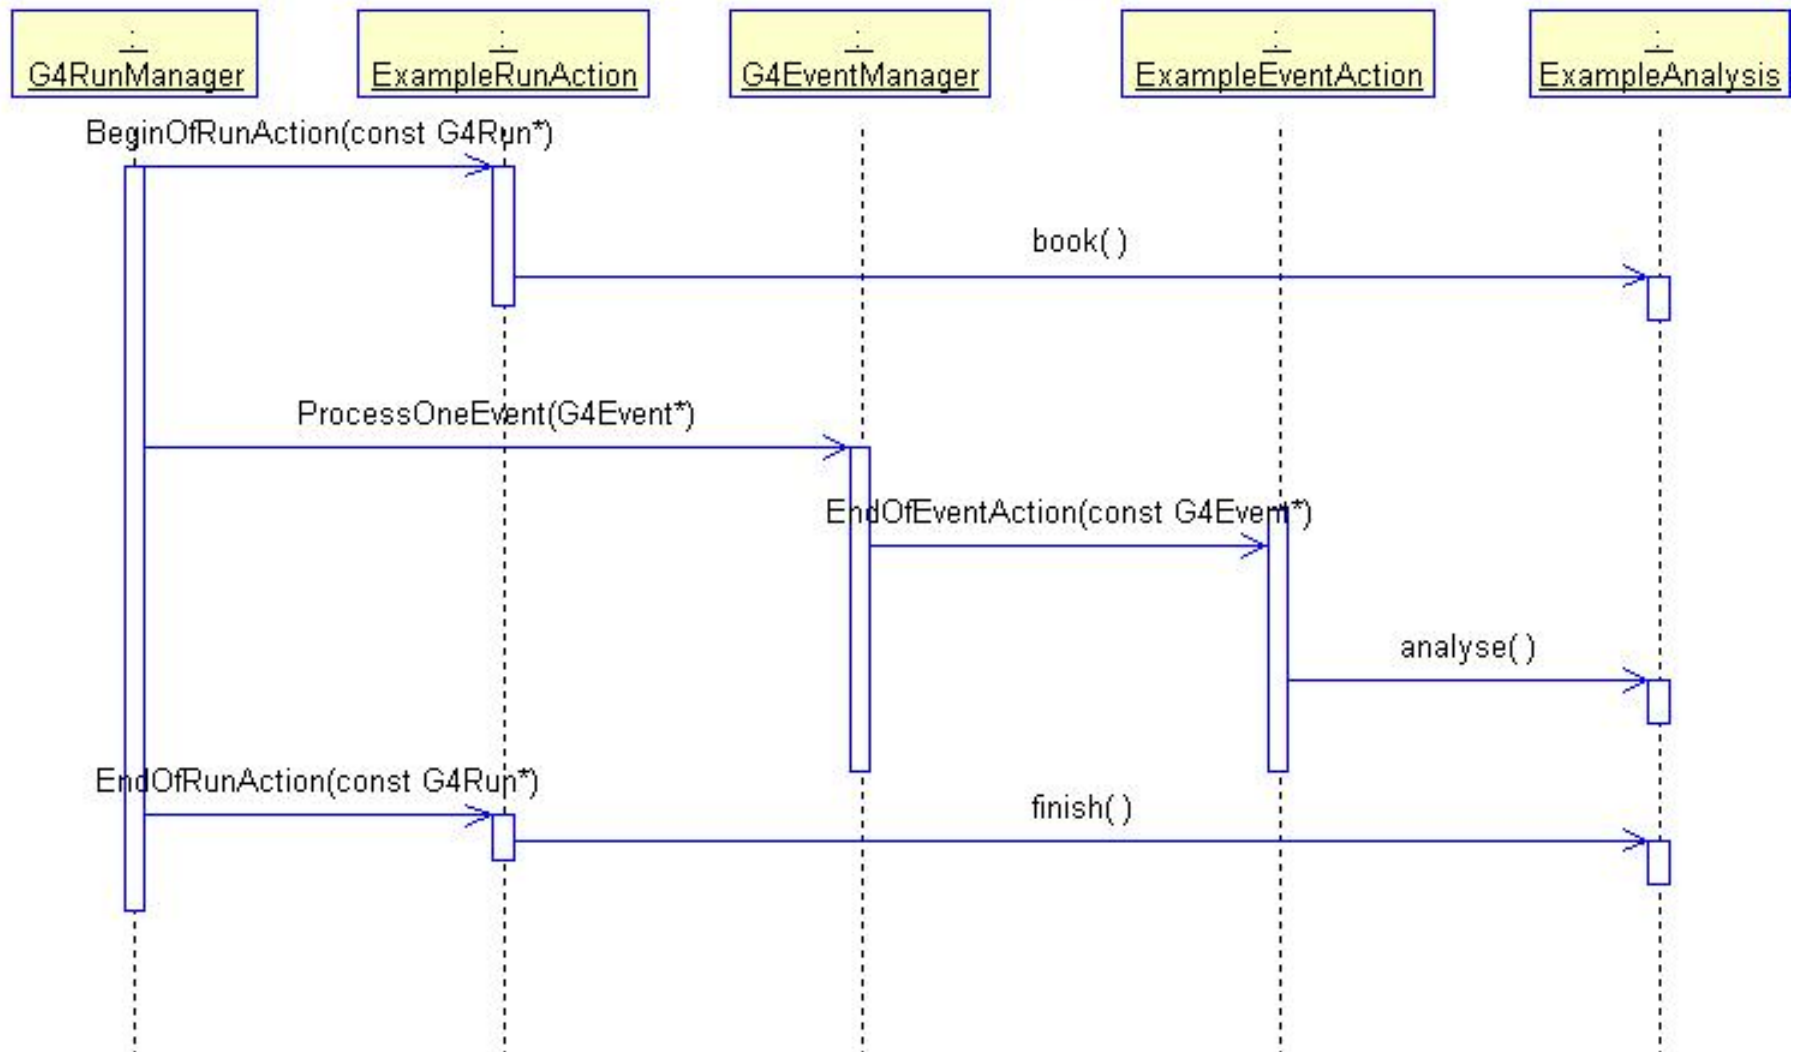 :
G4RunManager
:
ExampleRunAction
:
G4EventManager
:
ExampleEventAction
:
ExampleAnalysis
BeginOfRunAction(const G4Run*)
book( )
ProcessOneEvent(G4Event*)
EndOfEventAction(const G4Event*)
analyse( )
EndOfRunAction(const G4Run*)
finish( )